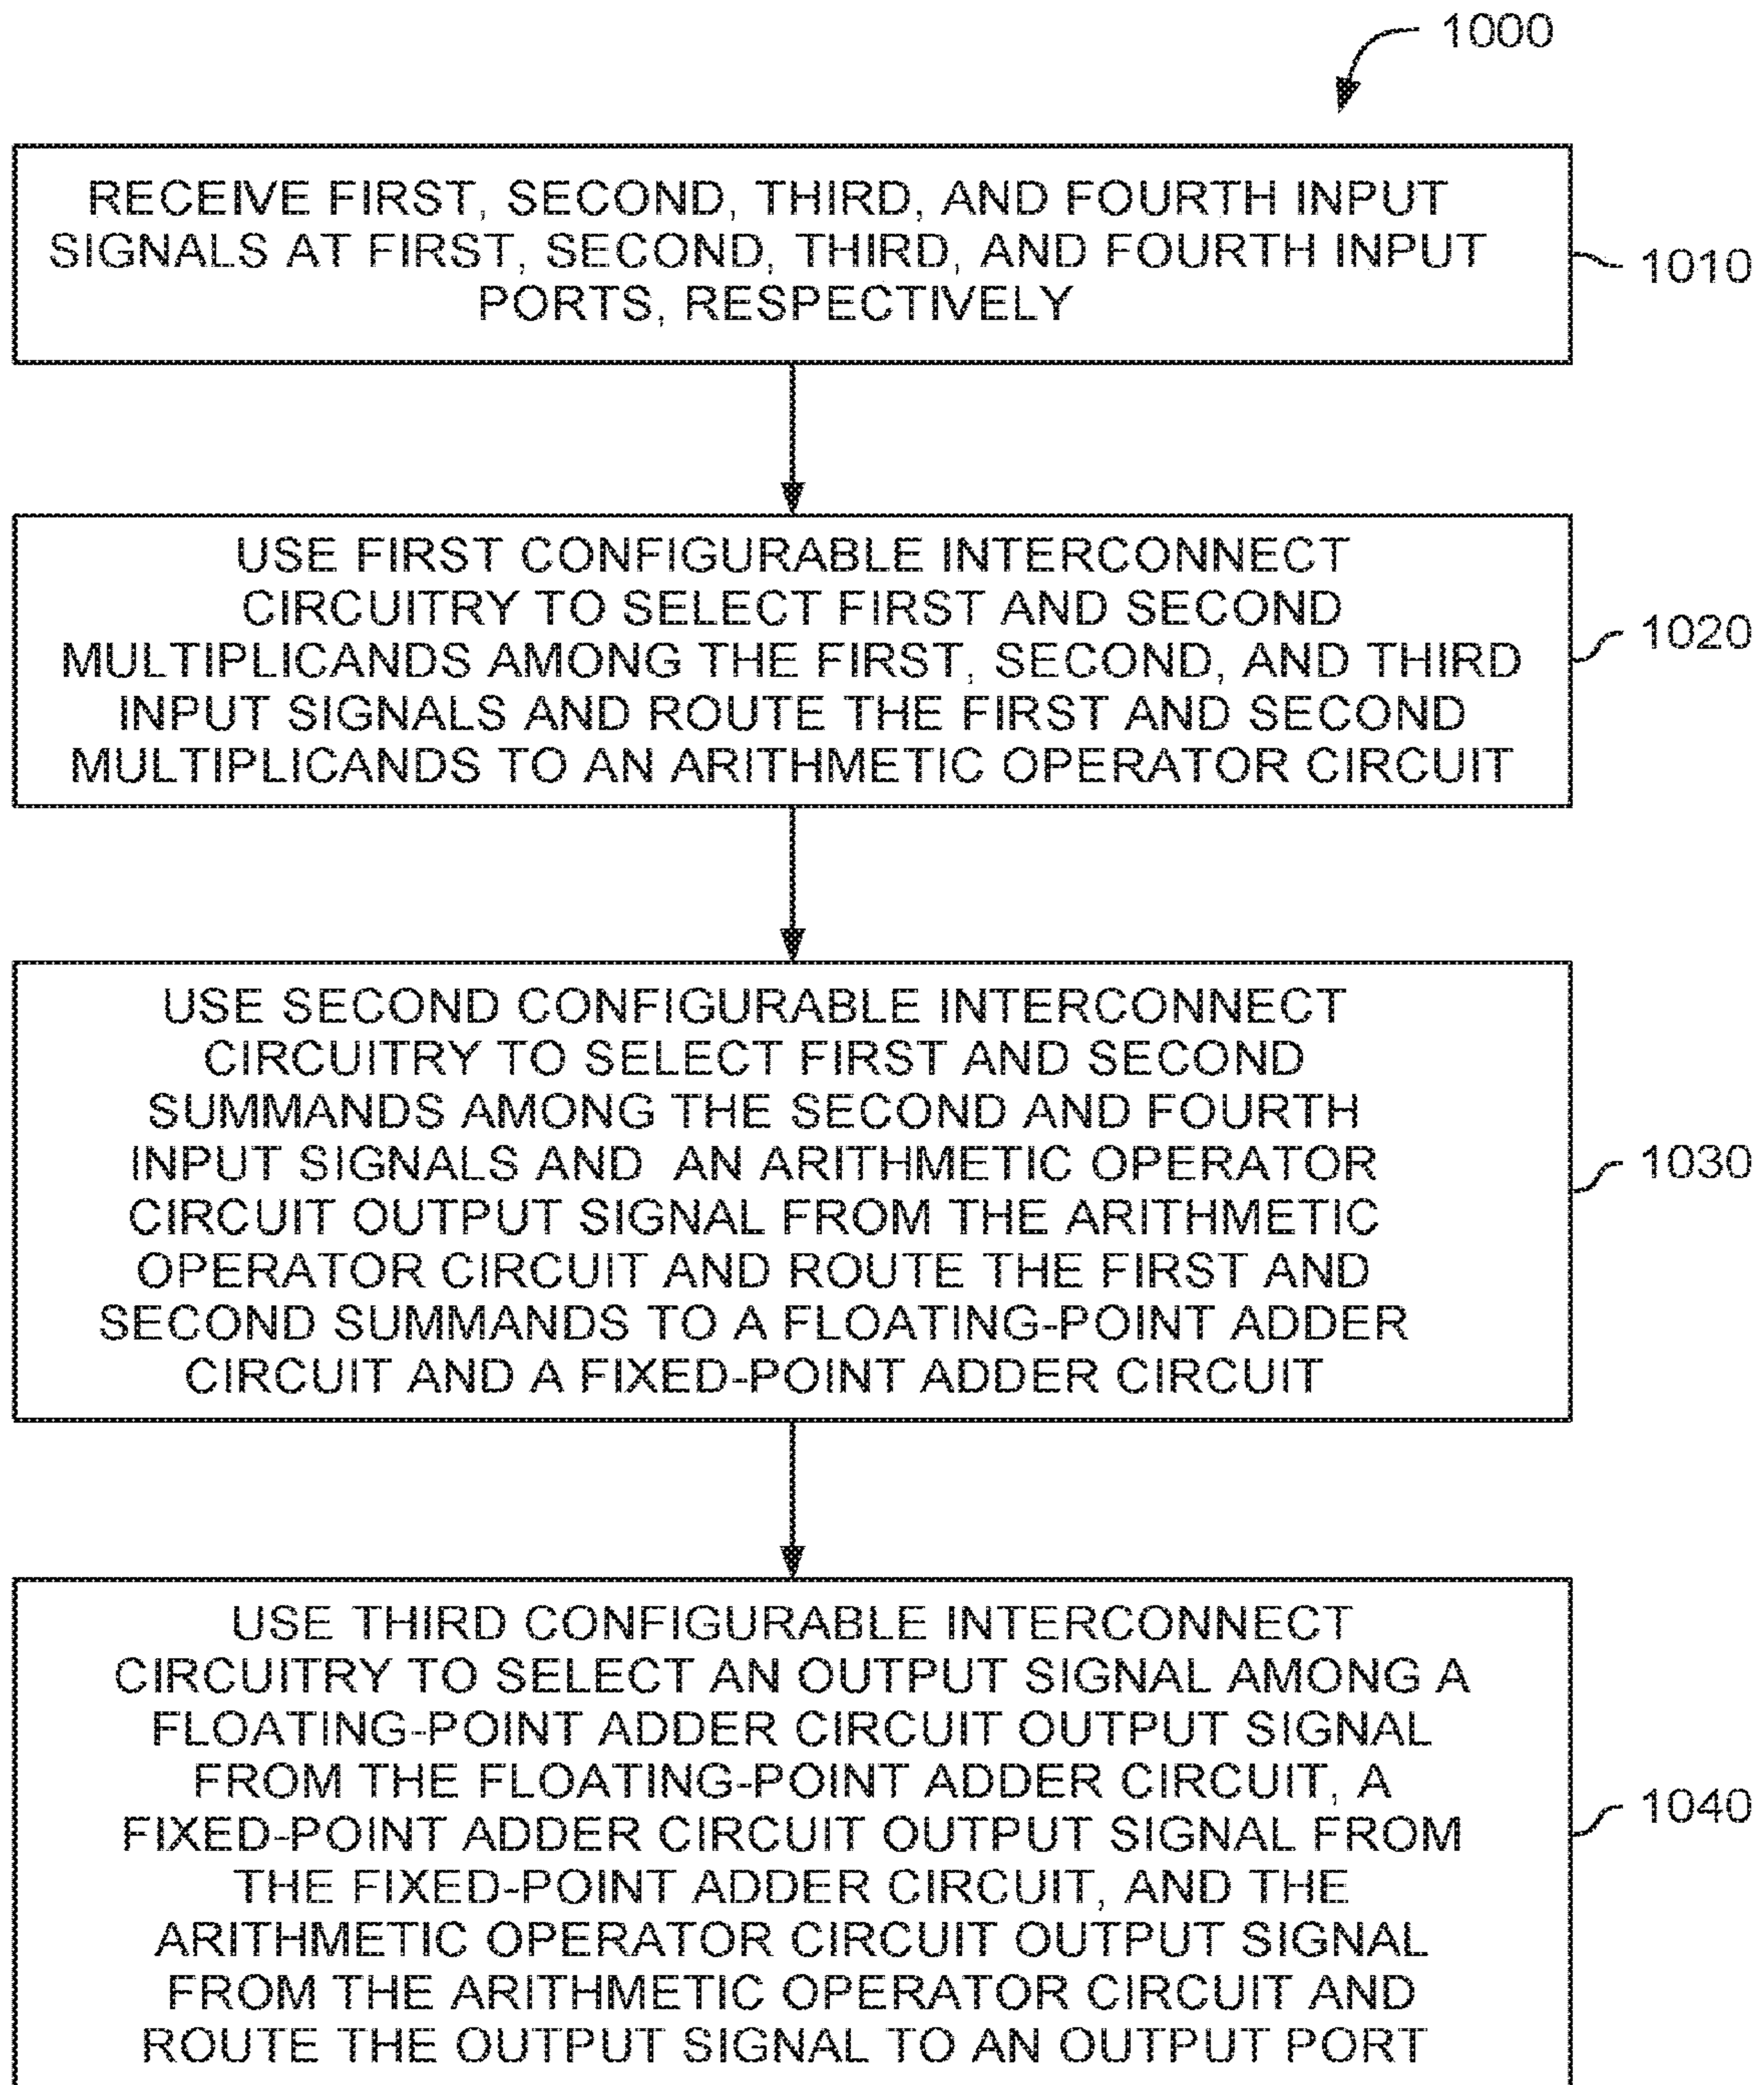 1000
RECEIVE FIRST, SECOND, THIRD, AND FOURTH INPUT
SIGNALS AT FIRST, SECOND, THIRD, AND FOURTH INPUT
PORTS, RESPECTIVELY
1010
USE FIRST CONFIGURABLE INTERCONNECT
CIRCUITRY TO SELECT FIRST AND SECOND
MULTIPLICANDS AMONG THE FIRST, SECOND, AND THIRD
INPUT SIGNALS AND ROUTE THE FIRST AND SECOND
MULTIPLICANDS TO AN ARITHMETIC OPERATOR CIRCUIT
1020
USE SECOND CONFIGURABLE INTERCONNECT
CIRCUITRY TO SELECT FIRST AND SECOND
SUMMANDS AMONG THE SECOND AND FOURTH
INPUT SIGNALS AND AN ARITHMETIC OPERATOR
CIRCUIT OUTPUT SIGNAL FROM THE ARITHMETIC
OPERATOR CIRCUIT AND ROUTE THE FIRST AND
SECOND SUMMANDS TO A FLOATING-POINT ADDER
CIRCUIT AND A FIXED-POINT ADDER CIRCUIT
1030
USE THIRD CONFIGURABLE INTERCONNECT
CIRCUITRY TO SELECT AN OUTPUT SIGNAL AMONG A
FLOATING-POINT ADDER CIRCUIT OUTPUT SIGNAL
FROM THE FLOATING-POINT ADDER CIRCUIT, A
FIXED-POINT ADDER CIRCUIT OUTPUT SIGNAL FROM
THE FIXED-POINT ADDER CIRCUIT, AND THE
ARITHMETIC OPERATOR CIRCUIT OUTPUT SIGNAL
FROM THE ARITHMETIC OPERATOR CIRCUIT AND
ROUTE THE OUTPUT SIGNAL TO AN OUTPUT PORT
1040